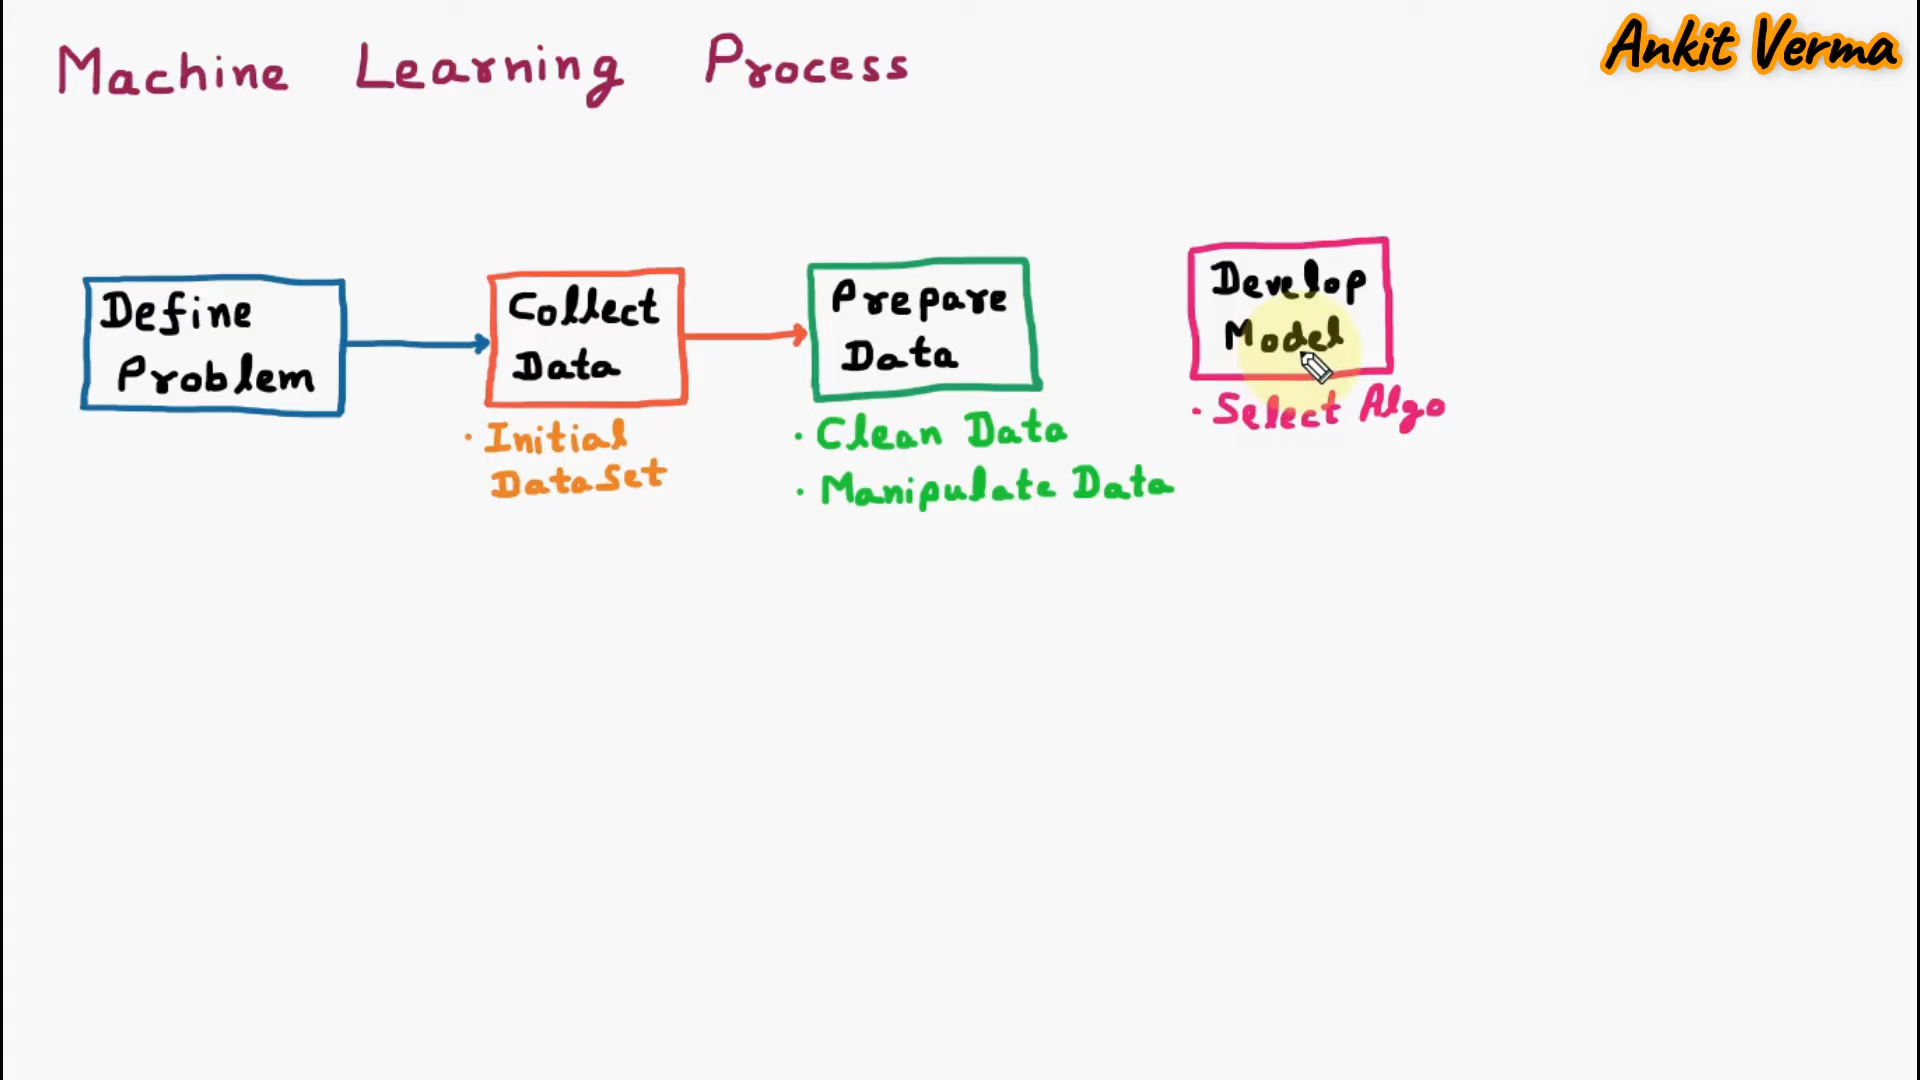 Machine Learning Process
Ankit Verma
Define
Problem
Collect
Data
· Initial
DataSet
Prepare
Data
· Clean Data
· Manipulate Data
Develop
Model
· Select Algo